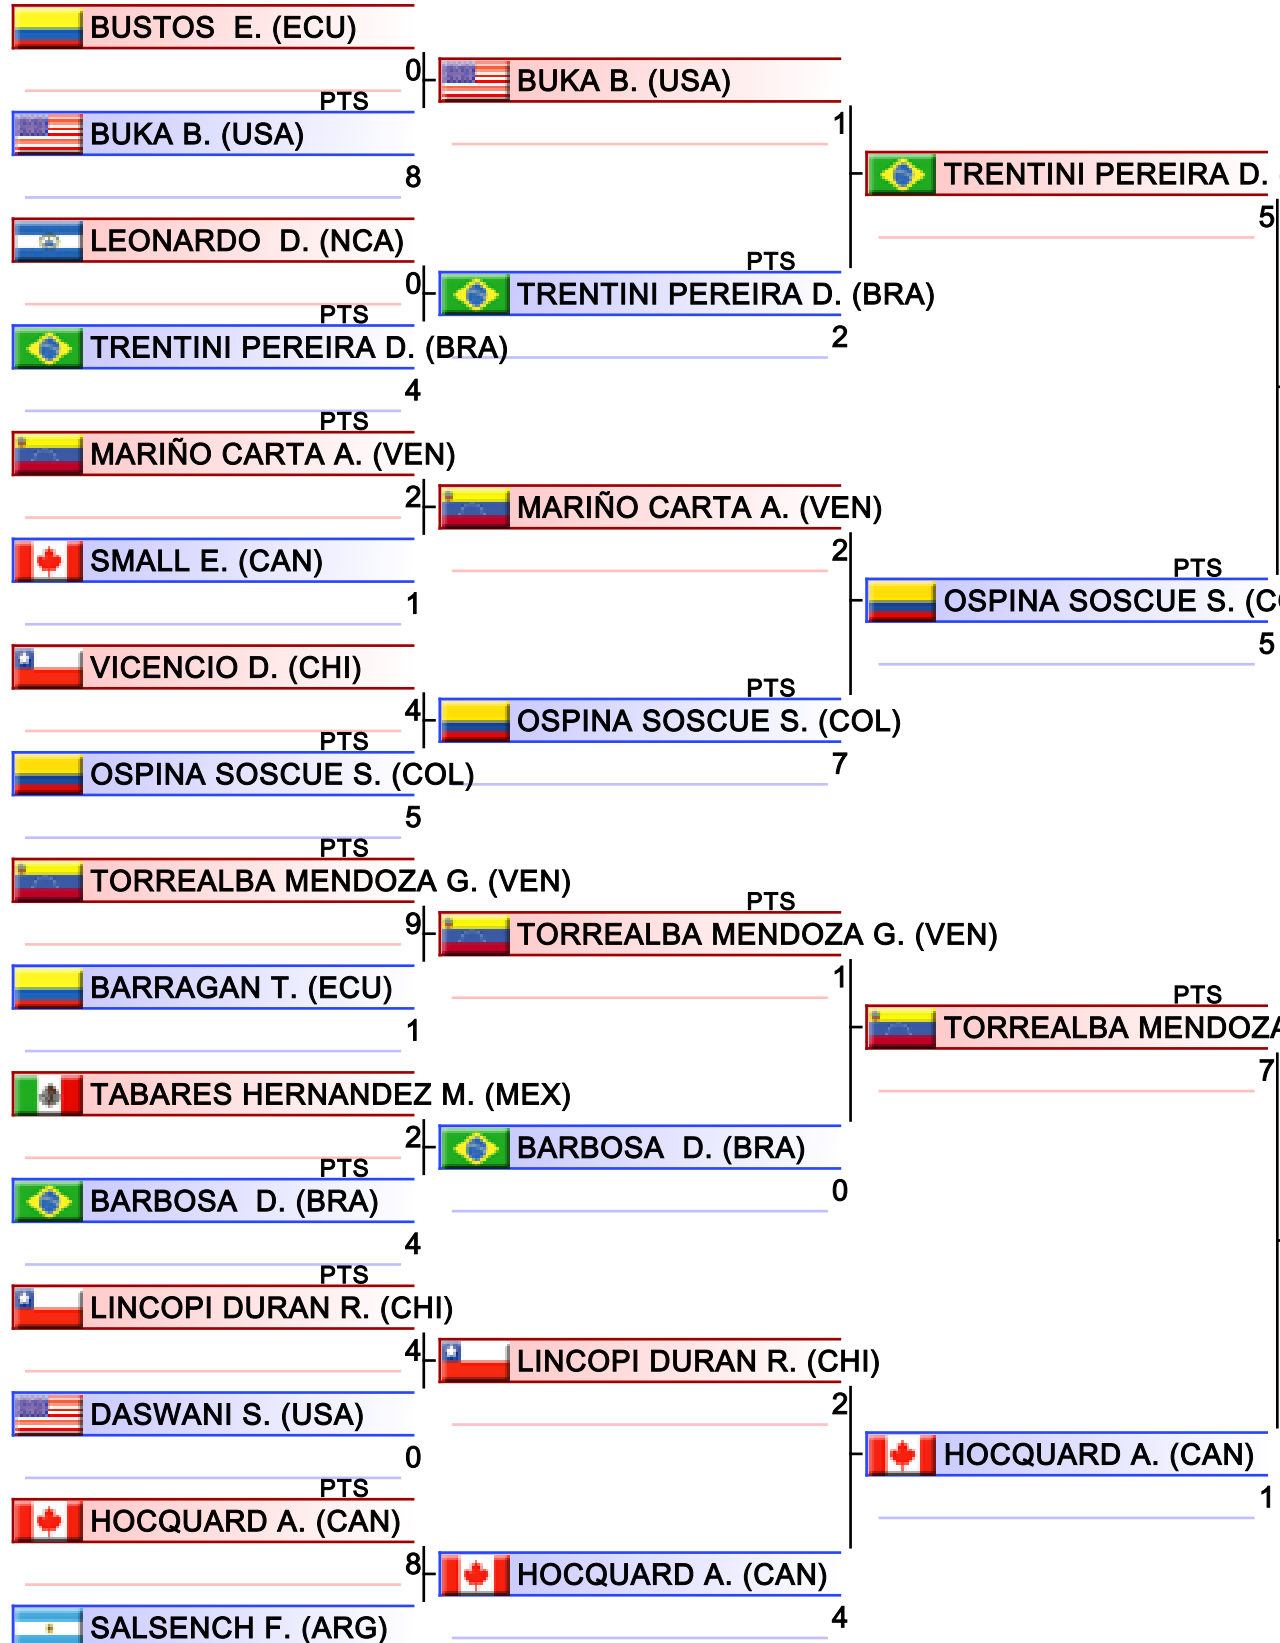 BUSTOS E. (ECU)
0
PTS
BUKA B. (USA)
8
LEONARDO D. (NCA)
0
PTS
TRENTINI PEREIRA D. (BRA)
4
PTS
MARIÑO CARTA A. (VEN)
2
SMALL E. (CAN)
1
VICENCIO D. (CHI)
4
PTS
OSPINA SOSCUE S. (COL)
5
PTS
TORREALBA MENDOZA G. (VEN)
9
BARRAGAN T. (ECU)
1
TABARES HERNANDEZ M. (MEX)
2
PTS
BARBOSA D. (BRA)
4
PTS
LINCOPI DURAN R. (CHI)
4
DASWANI S. (USA)
0
PTS
HOCQUARD A. (CAN)
8
SALSENCH F. (ARG)
BUKA B. (USA)
1
PTS
TRENTINI PEREIRA D. (BRA)
2
MARIÑO CARTA A. (VEN)
2
PTS
OSPINA SOSCUE S. (COL)
7
PTS
TORREALBA MENDOZA G. (VEN)
1
BARBOSA D. (BRA)
0
LINCOPI DURAN R. (CHI)
2
HOCQUARD A. (CAN)
4
TRENTINI PEREIRA D.
5
PTS
OSPINA SOSCUE S. (CO
5
PTS
TORREALBA MENDOZA
7
HOCQUARD A. (CAN)
1